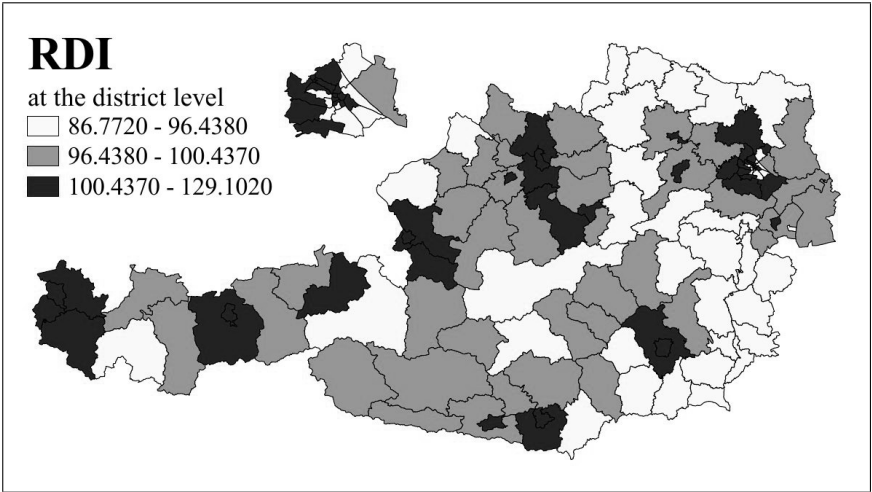 RDI
at the district level
86.7720 - 96.4380
96.4380 - 100.4370
100.4370 - 129.1020